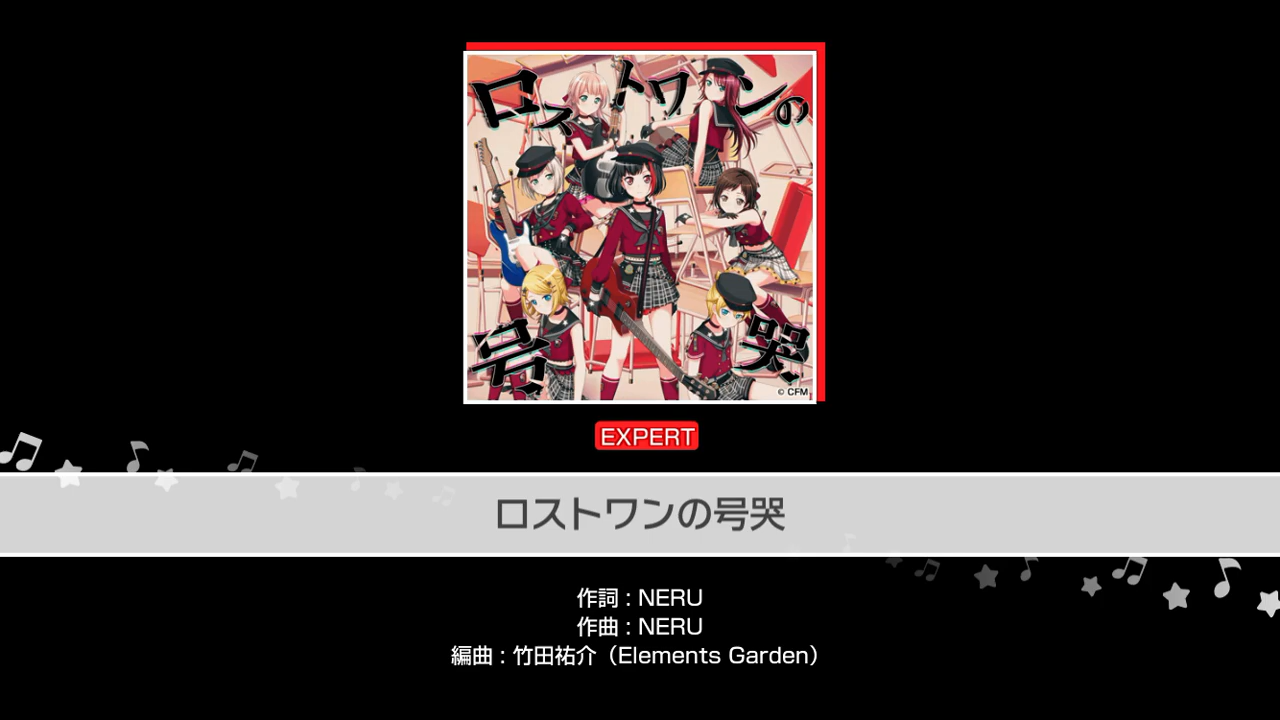 ロストワンの
号哭
© CFM
EXPERT
ロストワンの号哭
作詞 : NERU
作曲 : NERU
編曲 : 竹田祐介（Elements Garden）